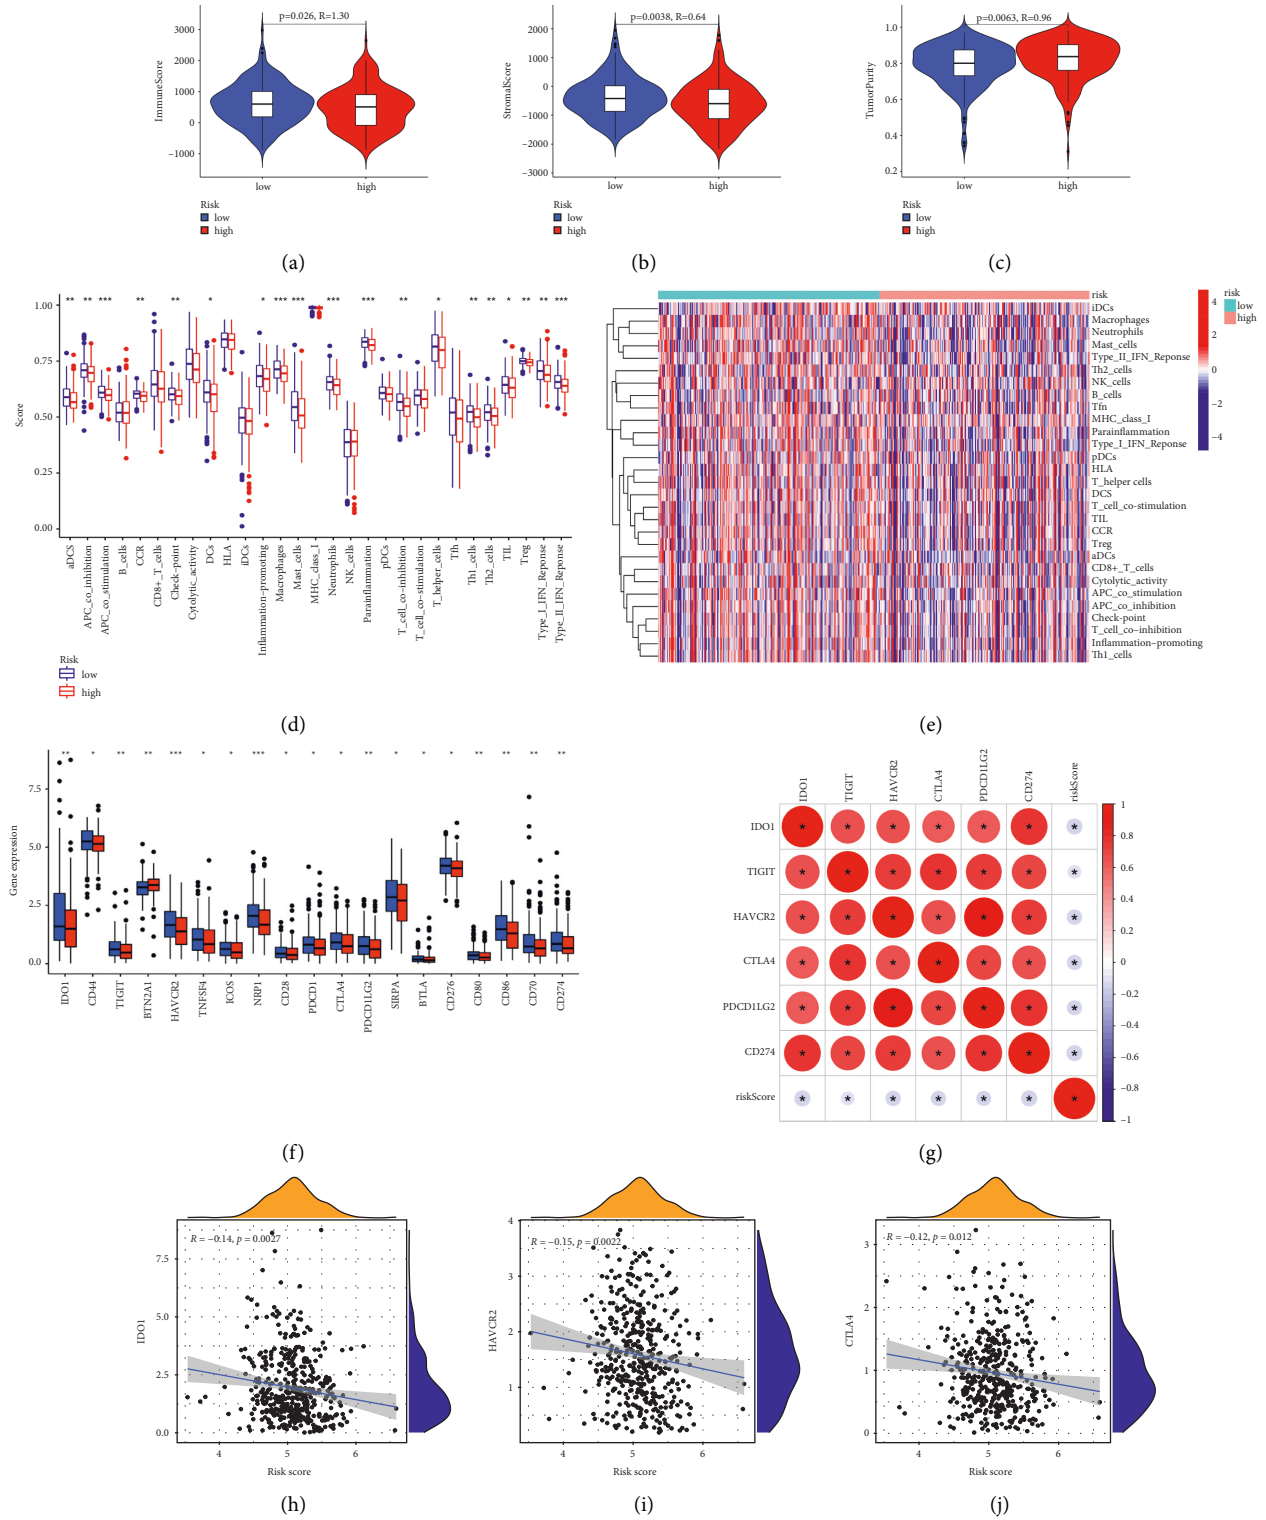 p=0.026, R=1.30
ImmuneScore
3000
2000
1000
0
−1000
low
high
Risk
low
high
(a)
p=0.0038, R=0.64
StromalScore
2000
0
−1000
−2000
−3000
low
high
Risk
low
high
(b)
p=0.0063, R=0.96
TumorPurity
1.0
0.8
0.6
0.4
0.2
low
high
Risk
low
high
(c)
** ** *** ** ** * * *** *** *** *** ** * ** ** * ** ** ***
Score
1.00
0.75
0.50
0.25
0.00
aDCS
APC_co_inhibition
APC_co_stimulation
B_cells
CCR
CD8+_T_cells
Check−point
Cytolytic_activity
DCs
HLA
iDCs
Inflammation−promoting
Macrophages
Mast_cells
MHC_class_I
Neutrophils
NK_cells
Parainflammation
pDCs
T_cell_co−inhibition
T_cell_co−stimulation
T_helper_cells
Tfh
Th1_cells
Th2_cells
TIL
Treg
Type_I_IFN_Reponse
Type_II_IFN_Reponse
Risk
low
high
(d)
risk
iDCs
Macrophages
Neutrophils
Mast_cells
Type_II_IFN_Reponse
Th2_cells
NK_cells
B_cells
Tfn
MHC_class_I
Parainflammation
Type_I_IFN_Reponse
pDCs
HLA
T_helper cells
DCS
T_cell_co-stimulation
TIL
CCR
Treg
aDCs
CD8+_T_cells
Cytolytic_activity
APC_co_stimulation
APC_co_inhibition
Check-point
T_cell_co−inhibition
Inflammation−promoting
Th1_cells
4
2
0
−2
−4
risk
low
high
(e)
** * ** ** *** * * *** * * * ** * * * ** ** ** **
Gene expression
7.5
5.0
2.5
0.0
IDO1
CD44
TIGIT
BTN2A1
HAVCR2
TNFSF4
ICOS
NRP1
CD28
PDCD1
CTLA4
PDCD1LG2
SIRPA
BTLA
CD276
CD80
CD86
CD70
CD274
(f)
IDO1
TIGIT
HAVCR2
CTLA4
PDCD1LG2
CD274
riskScore
IDO1 * * * * * * *
TIGIT * * * * * * *
HAVCR2 * * * * * * *
CTLA4 * * * * * * *
PDCD1LG2 * * * * * * *
CD274 * * * * * * *
riskScore * * * * * * *
1
0.8
0.6
0.4
0.2
0
−0.2
−0.4
−0.6
−0.8
−1
(g)
R = −0.14, p = 0.0027
IDO1
7.5
5.0
2.5
0.0
4
5
6
Risk score
(h)
R = −0.15, p = 0.0022
HAVCR2
4
3
2
1
4
5
6
Risk score
(i)
R = −0.12, p = 0.012
CTLA4
3
2
1
0
4
5
6
Risk score
(j)